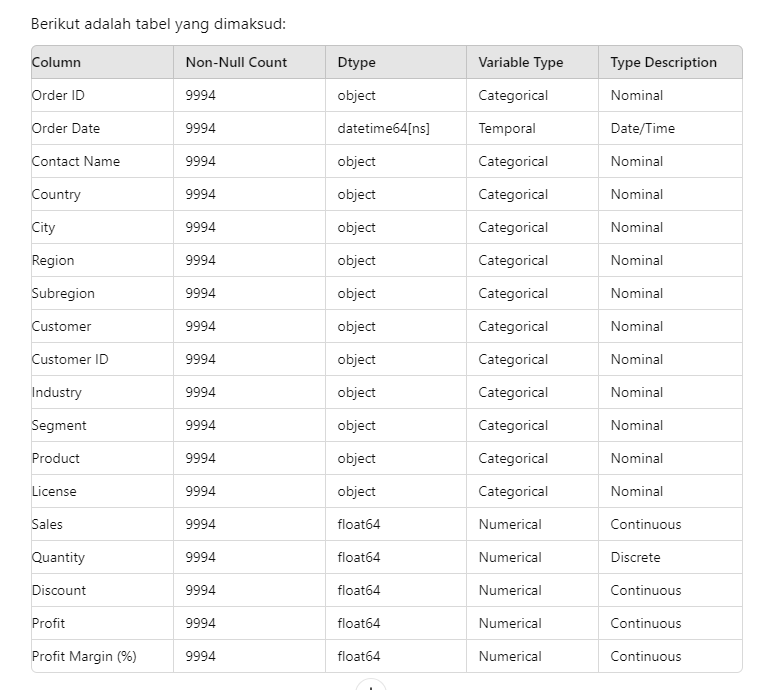 Berikut adalah tabel yang dimaksud:
Column Non-Null Count Dtype Variable Type Type Description
Order ID 9994 object Categorical Nominal
Order Date 9994 datetime64[ns] Temporal Date/Time
Contact Name 9994 object Categorical Nominal
Country 9994 object Categorical Nominal
City 9994 object Categorical Nominal
Region 9994 object Categorical Nominal
Subregion 9994 object Categorical Nominal
Customer 9994 object Categorical Nominal
Customer ID 9994 object Categorical Nominal
Industry 9994 object Categorical Nominal
Segment 9994 object Categorical Nominal
Product 9994 object Categorical Nominal
License 9994 object Categorical Nominal
Sales 9994 float64 Numerical Continuous
Quantity 9994 float64 Numerical Discrete
Discount 9994 float64 Numerical Continuous
Profit 9994 float64 Numerical Continuous
Profit Margin (%) 9994 float64 Numerical Continuous